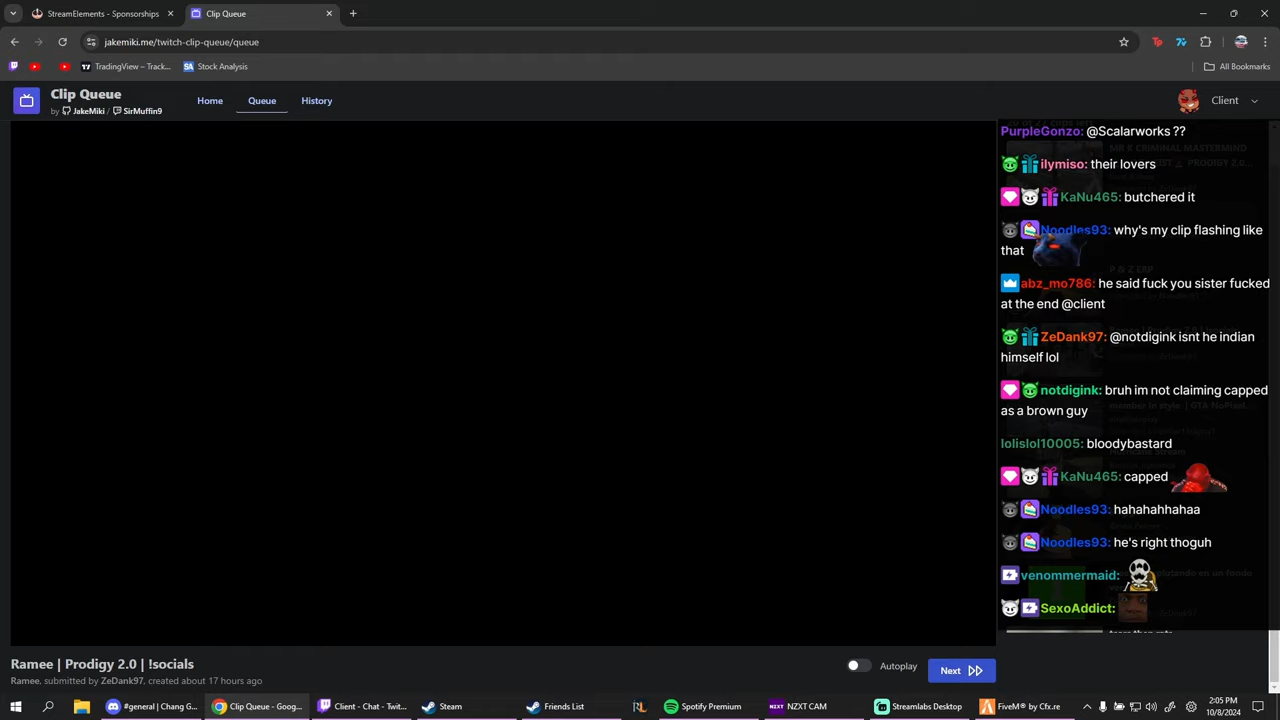 StreamElements - Sponsorships
Clip Queue
jakemiki.me/twitch-clip-queue/queue
TradingView – Track...
SA Stock Analysis
All Bookmarks
Clip Queue
by JakeMiki / SirMuffin9
Home
Queue
History
Client
PurpleGonzo: @Scalarworks ??
ilymiso: their lovers
KaNu465: butchered it
Noodles93: why's my clip flashing like
that
abz_mo786: he said fuck you sister fucked
at the end @client
ZeDank97: @notdigink isnt he indian
himself lol
notdigink: bruh im not claiming capped
as a brown guy
lolislol10005: bloodybastard
KaNu465: capped
Noodles93: hahahahhahaa
Noodles93: he's right thoguh
venommermaid:
SexoAddict:
Ramee | Prodigy 2.0 | !socials
Ramee, submitted by ZeDank97, created about 17 hours ago
Autoplay
Next
#general | Chang G...
Clip Queue - Goog...
Client - Chat - Twit...
Steam
Friends List
Spotify Premium
NZXT NZXT CAM
Streamlabs Desktop
FiveM® by Cfx.re
2:05 PM
10/8/2024